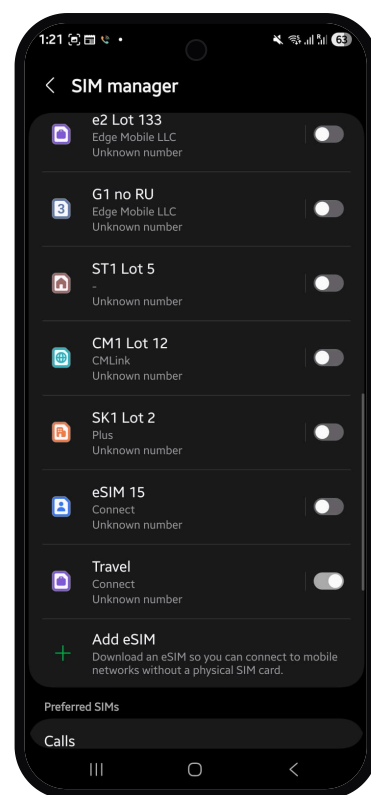 1:21
63
SIM manager
e2 Lot 133
Edge Mobile LLC
Unknown number
3
G1 no RU
Edge Mobile LLC
Unknown number
ST1 Lot 5
-
Unknown number
CM1 Lot 12
CMLink
Unknown number
SK1 Lot 2
Plus
Unknown number
eSIM 15
Connect
Unknown number
Travel
Connect
Unknown number
Add eSIM
Download an eSIM so you can connect to mobile
networks without a physical SIM card.
Preferred SIMs
Calls